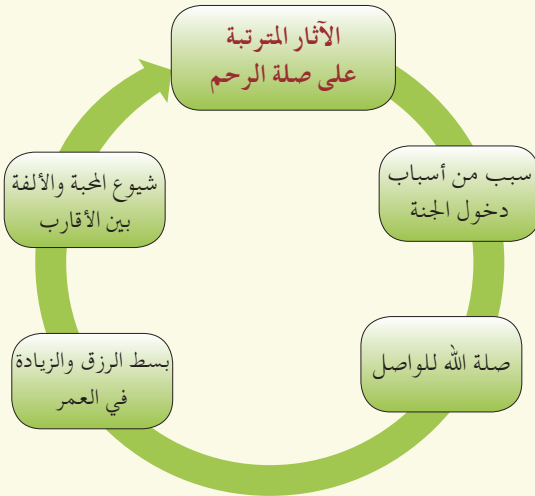 الآثار المترتبة
على صلة الرحم
سبب من أسباب
دخول الجنة
صلة الله للواصل
بسط الرزق والزيادة
في العمر
شيوع المحبة والألفة
بين الأقارب